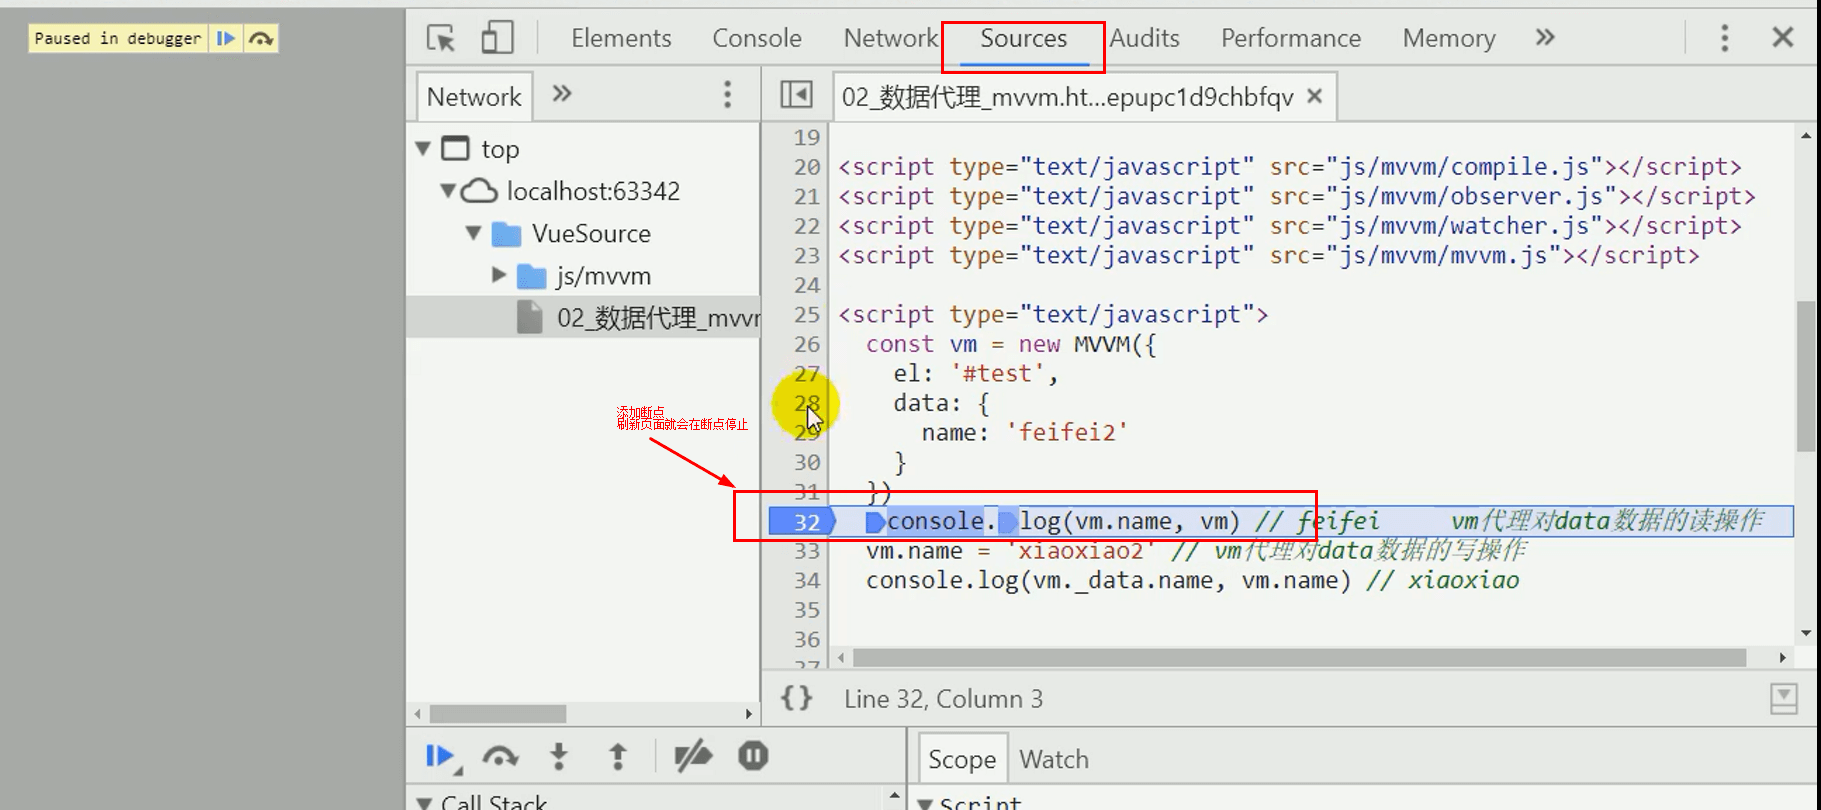 Paused in debugger
Elements Console Network Sources Audits Performance Memory
Network
02_数据代理_mvvm.ht...epupc1d9chbfqv
top
localhost:63342
VueSource
js/mvvm
02_数据代理_mvvm
19
20 <script type="text/javascript" src="js/mvvm/compile.js"></script>
21 <script type="text/javascript" src="js/mvvm/observer.js"></script>
22 <script type="text/javascript" src="js/mvvm/watcher.js"></script>
23 <script type="text/javascript" src="js/mvvm/mvvm.js"></script>
24
25 <script type="text/javascript">
26 const vm = new MVVM({
27 el: '#test',
28 data: {
29 name: 'feifei2'
30 }
31 })
32 console.log(vm.name, vm) // feifei vm代理对data数据的读操作
33 vm.name = 'xiaoxiao2' // vm代理对data数据的写操作
34 console.log(vm._data.name, vm.name) // xiaoxiao
35
36
37
添加断点
刷新页面就会在断点停止
{} Line 32, Column 3
Scope Watch
Call Stack
Script